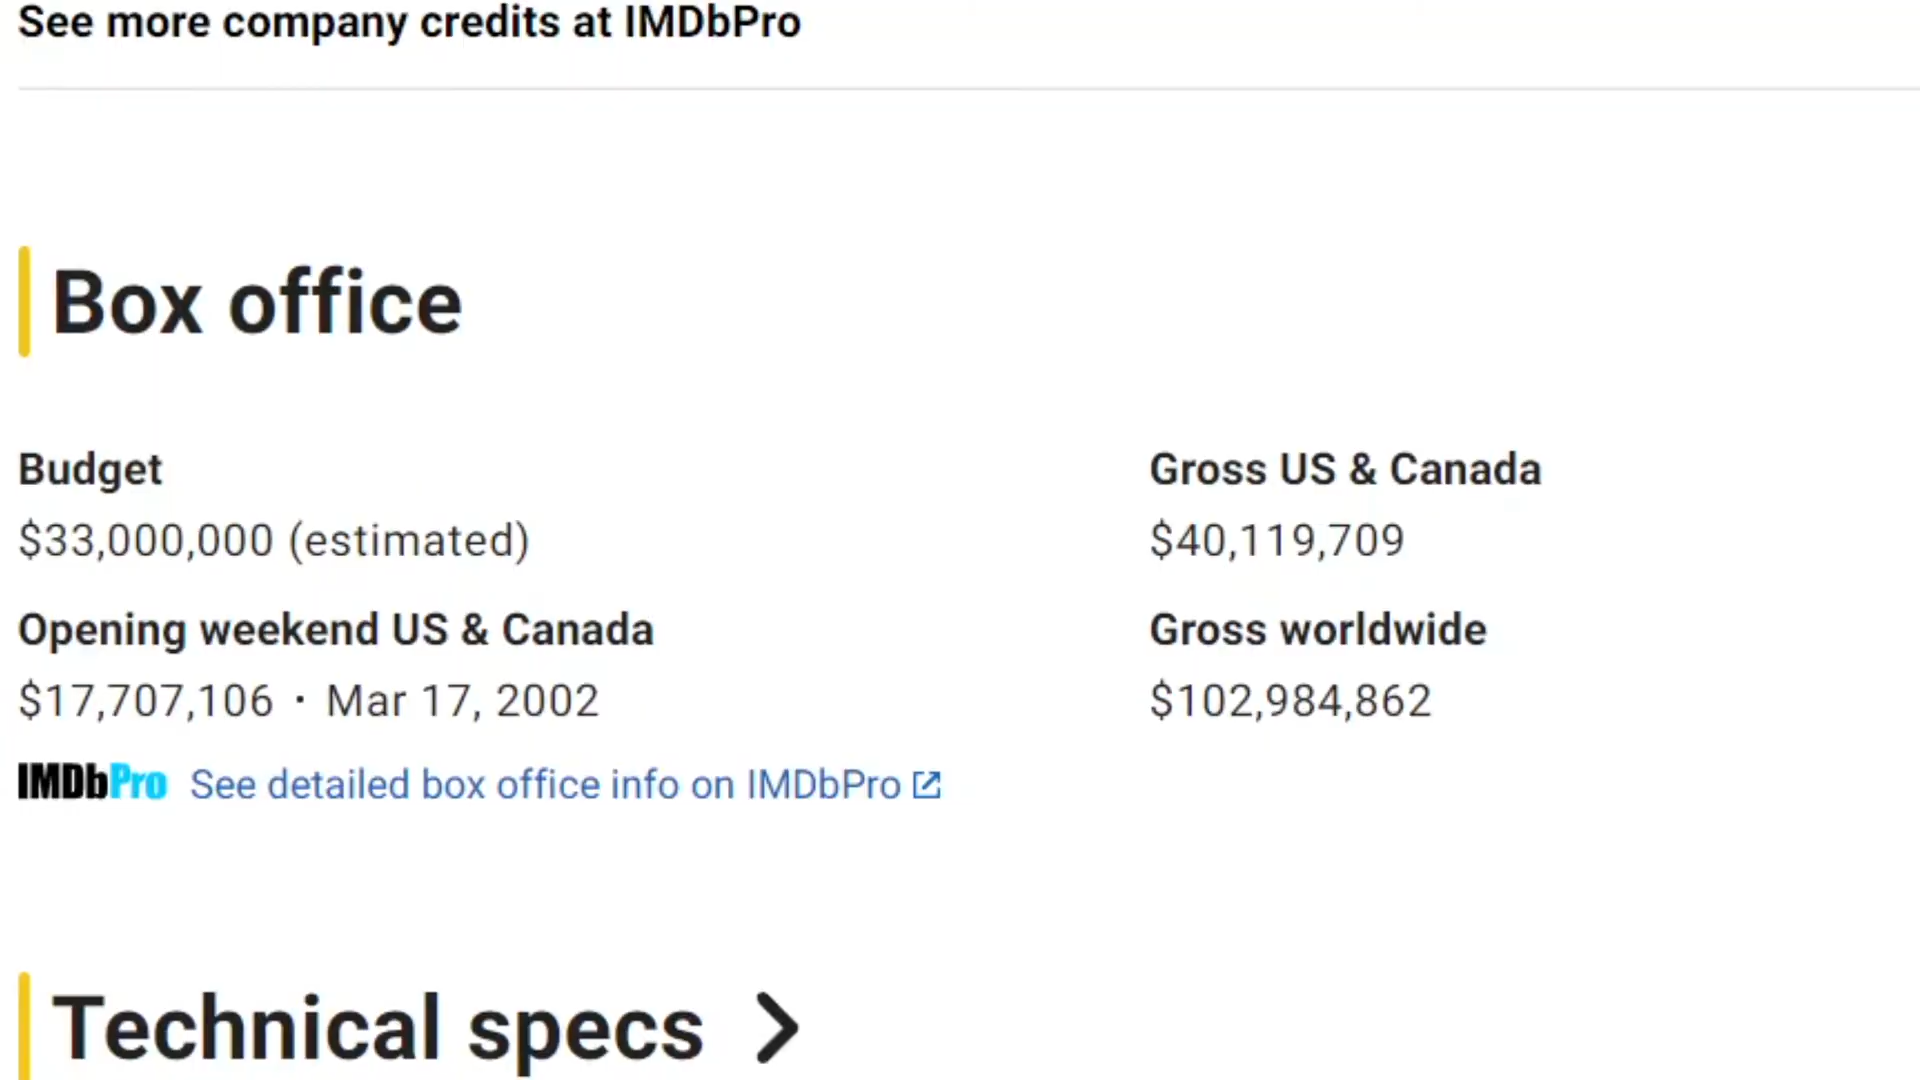 See more company credits at IMDbPro
Box office
Budget
$33,000,000 (estimated)
Gross US & Canada
$40,119,709
Opening weekend US & Canada
$17,707,106 · Mar 17, 2002
Gross worldwide
$102,984,862
IMDbPro See detailed box office info on IMDbPro
Technical specs